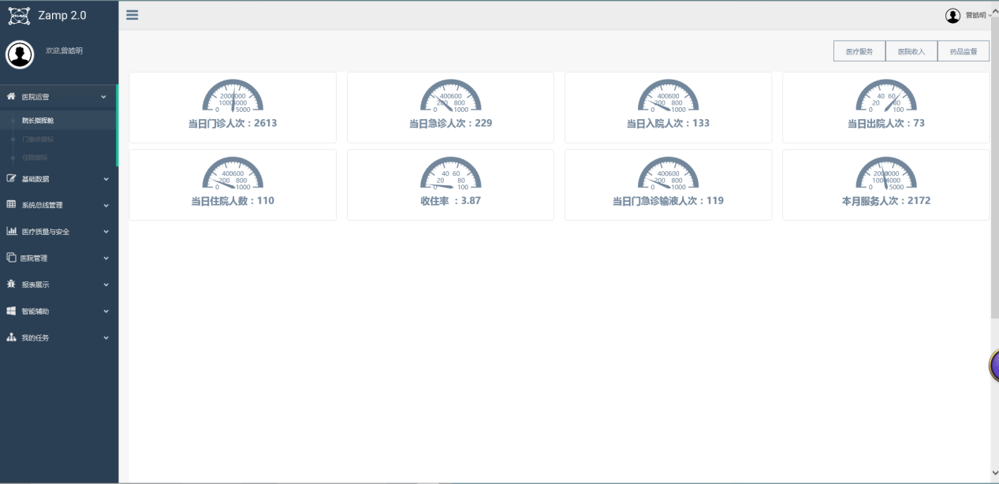 Zamp 2.0
曾皓明
欢迎,曾皓明
医疗服务
医院收入
药品监督
医院运营
院长指挥舱
门急诊指标
住院指标
基础数据
系统总线管理
医疗质量与安全
医院管理
报表展示
智能辅助
我的任务
0 1000 2000 3000 4000 5000
当日门诊人次：2613
0 200 400 600 800 1000
当日急诊人次：229
0 200 400 600 800 1000
当日入院人次：133
0 20 40 60 80 100
当日出院人次：73
0 200 400 600 800 1000
当日住院人数：110
0 20 40 60 80 100
收住率 ：3.87
0 200 400 600 800 1000
当日门急诊输液人次：119
0 1000 2000 3000 4000 5000
本月服务人次：2172